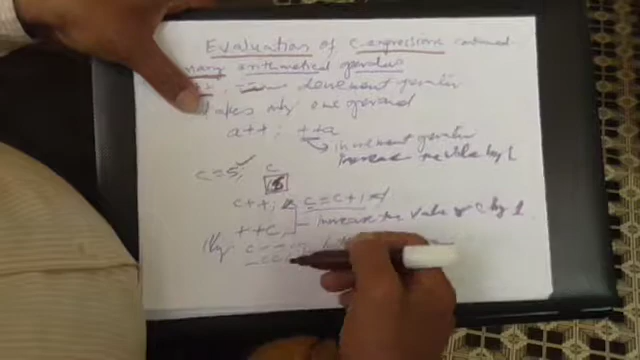 Evaluation of C expression continued
unary arithmetical operators
++, -- decrement operator
Takes only one operand
a++; ++a
increment operator
increase the value by 1
c=5; c
c++; c=c+1
++c; increase the value of c by 1.
c--;
--c